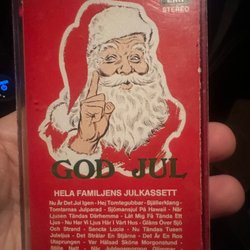 STEREO
GOD JUL
HELA FAMILJENS JULKASSETT
Nu Är Det Jul Igen - Hej Tomtegubbar - Bjällerklang -
Tomtarnas Julparad - Sjömansjul På Hawaii - När
Ljusen Tändas Därhemma - Låt Mig Få Tända Ett
Ljus - Nu Har Vi Ljus Här I Vårt Hus - Gläns Över Sjö
Och Strand - Sancta Lucia - Nu Tändas Tusen
Juleljus - Det Strålar En Stjärna - Det Är En Ros
Utsprungen - Var Hälsad Sköna Morgonstund -